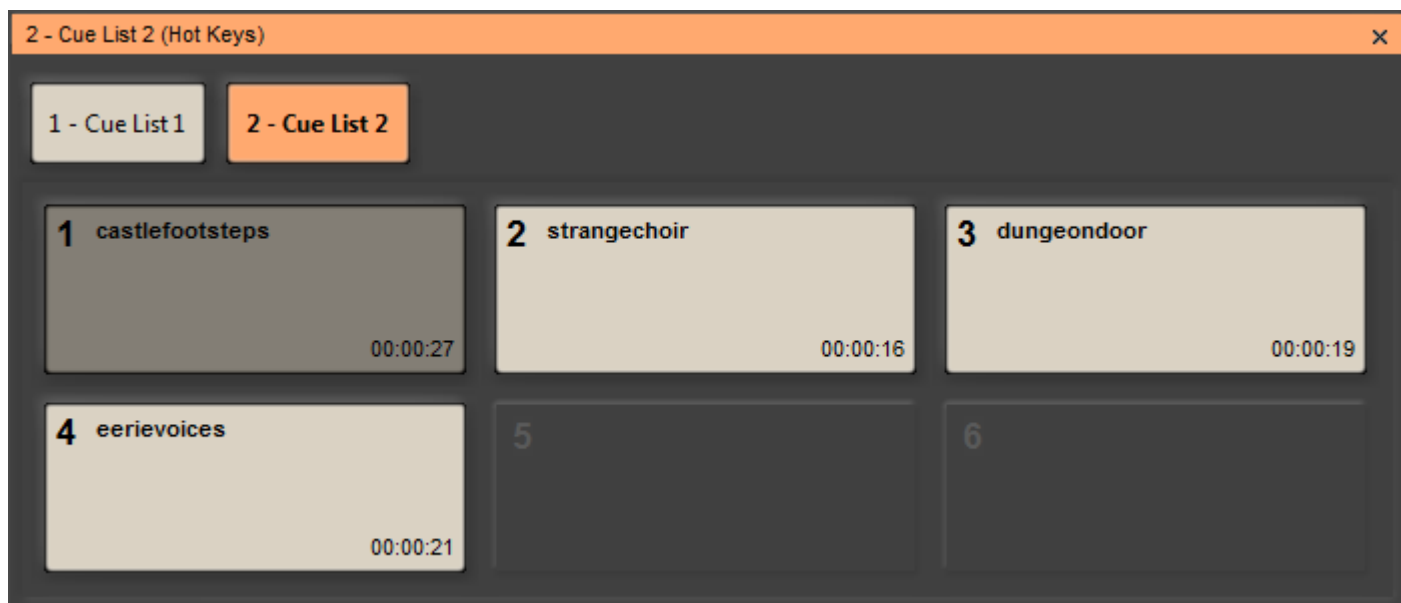 2 - Cue List 2 (Hot Keys)
1 - Cue List 1
2 - Cue List 2
1 castlefootsteps
00:00:27
2 strangechoir
00:00:16
3 dungeondoor
00:00:19
4 eerievoices
00:00:21
5
6